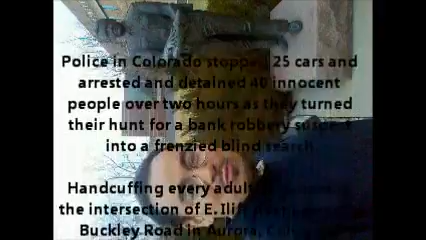 Police in Colorado stopped 25 cars and
arrested and detained 40 innocent
people over two hours as they turned
their hunt for a bank robbery suspect
into a frenzied blind search
Handcuffing every adult
the intersection of E. Iliff
Buckley Road in Aurora,